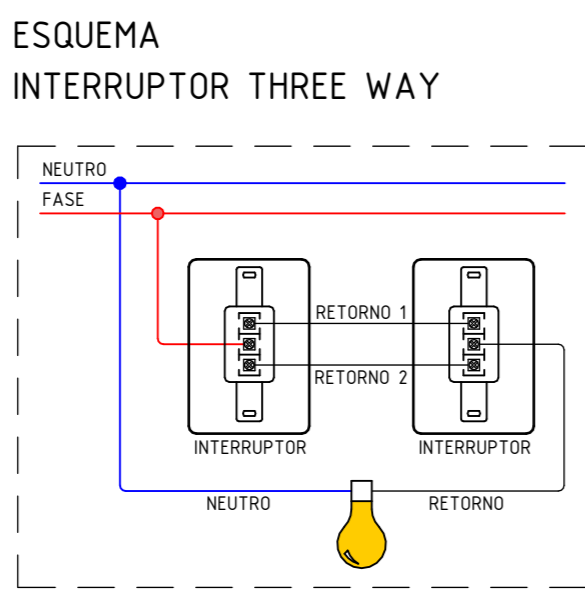 ESQUEMA
INTERRUPTOR THREE WAY
NEUTRO
FASE
RETORNO 1
RETORNO 2
INTERRUPTOR
INTERRUPTOR
NEUTRO
RETORNO